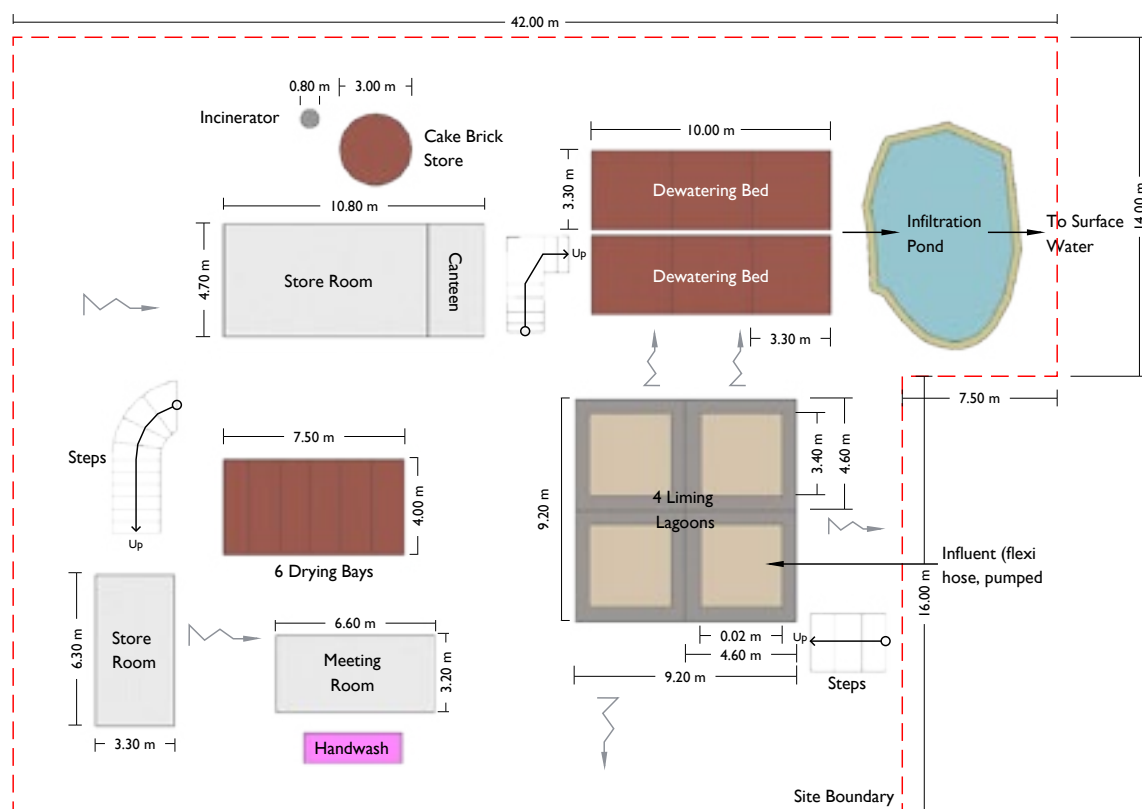 42.00 m
0.80 m
3.00 m
Incinerator
Cake Brick
Store
10.00 m
3.30 m
Dewatering Bed
Dewatering Bed
3.30 m
Infiltration
Pond
To Surface
Water
14.00 m
10.80 m
4.70 m
Store Room
Canteen
Up
7.50 m
Steps
Up
7.50 m
4.00 m
6 Drying Bays
9.20 m
4 Liming
Lagoons
3.40 m
4.60 m
Influent (flexi
hose, pumped
16.00 m
0.02 m
4.60 m
9.20 m
Up
Steps
6.30 m
Store
Room
3.30 m
6.60 m
Meeting
Room
3.20 m
Handwash
Site Boundary